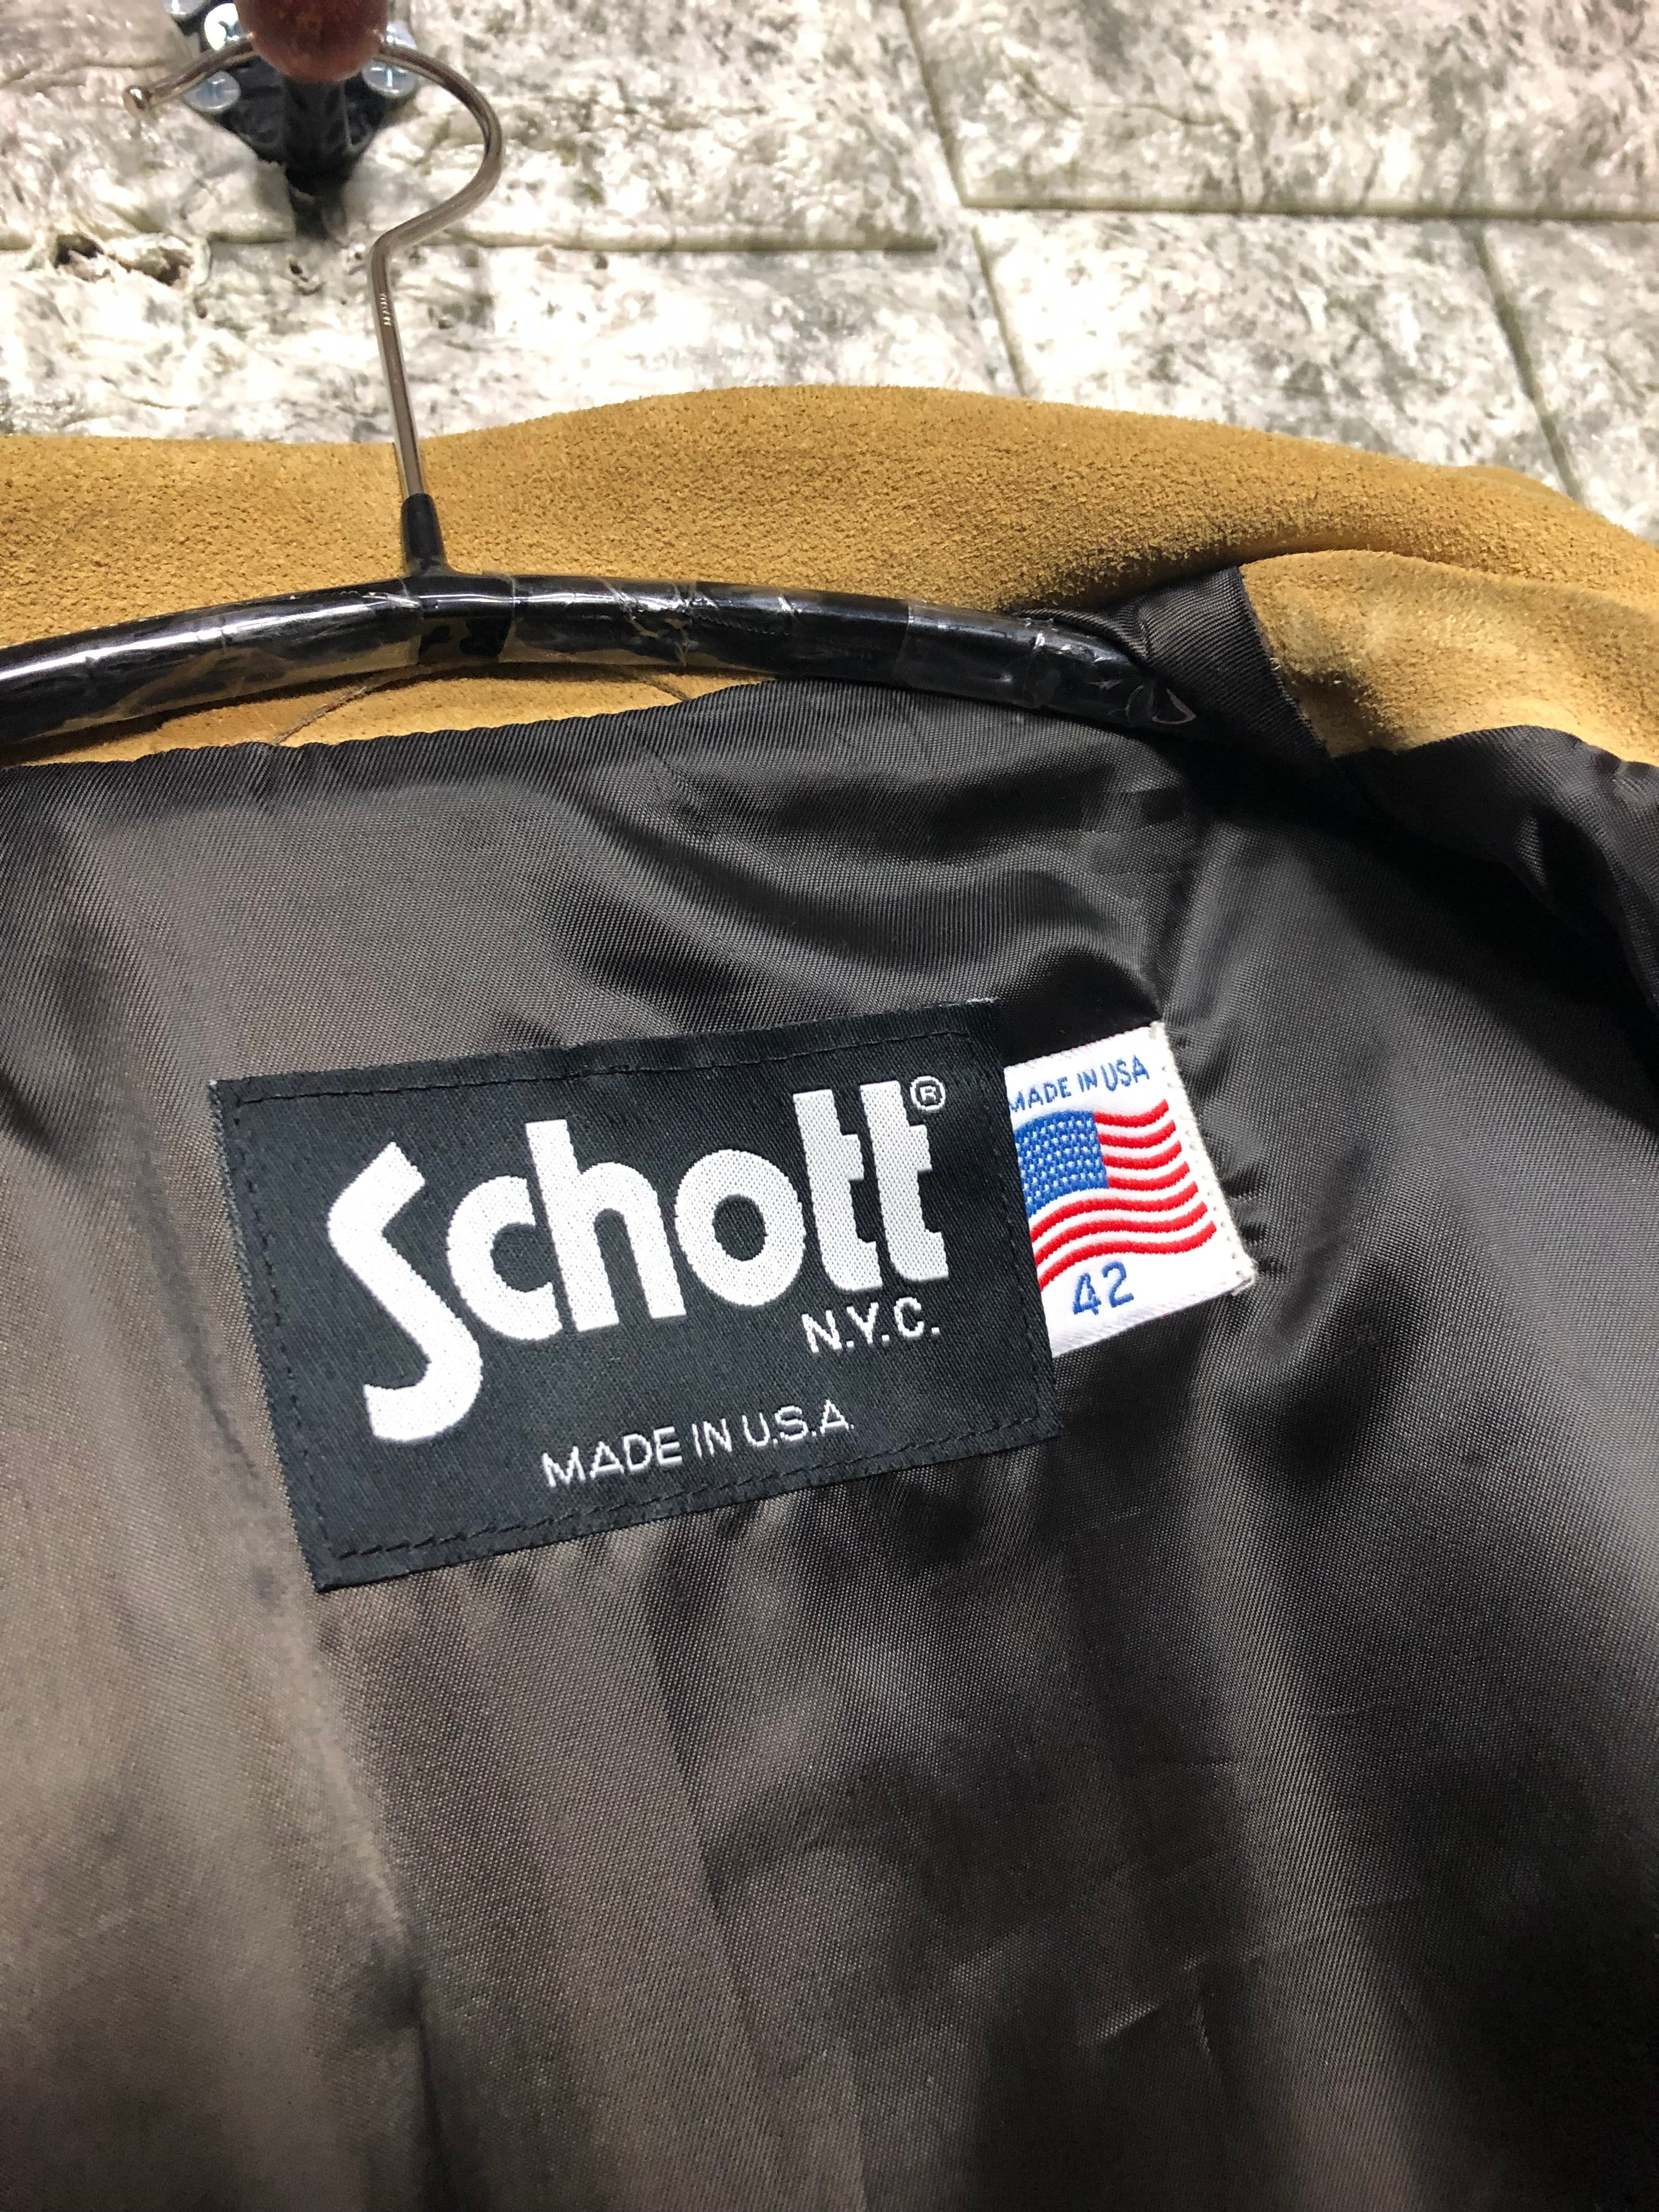 Schott®
N.Y.C.
MADE IN U.S.A.
MADE IN USA
42